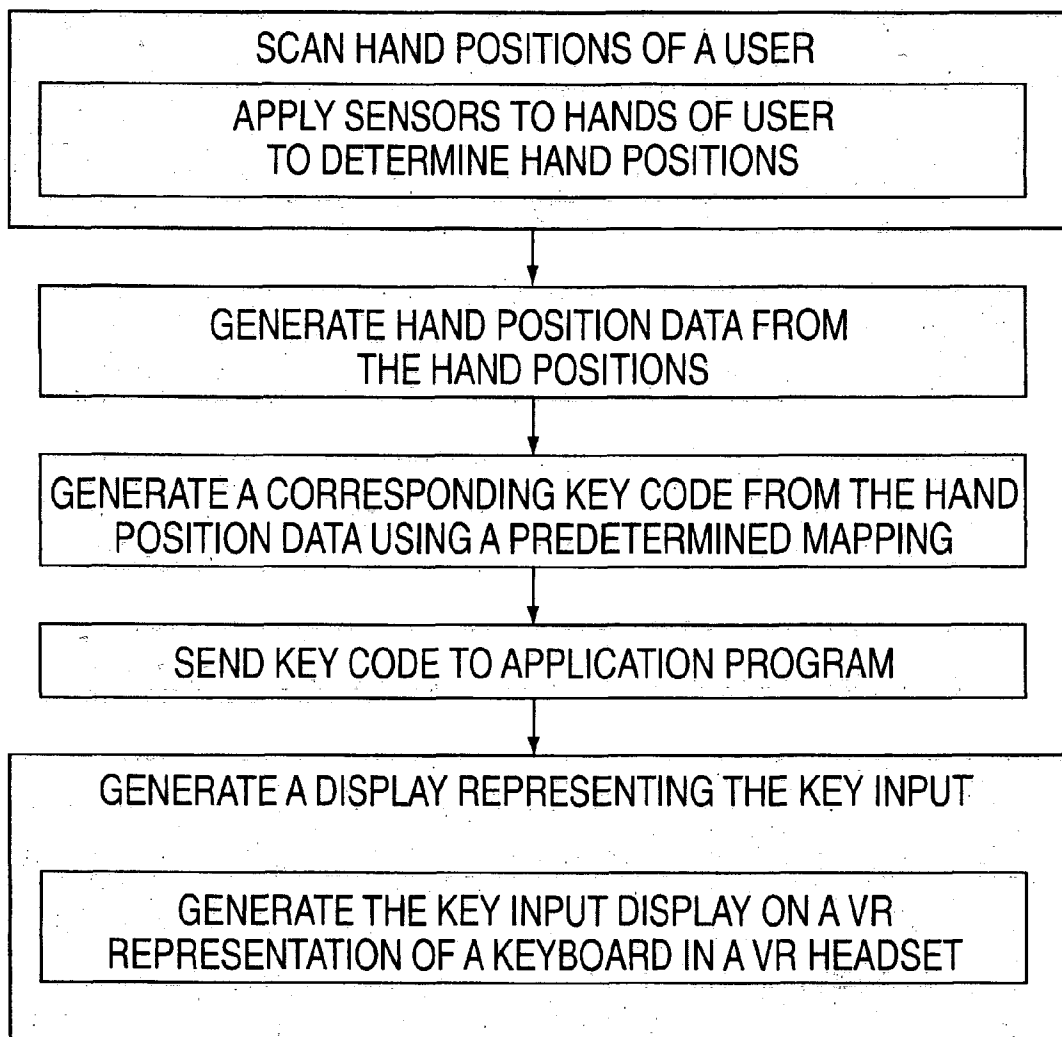 SCAN HAND POSITIONS OF A USER
APPLY SENSORS TO HANDS OF USER
TO DETERMINE HAND POSITIONS
GENERATE HAND POSITION DATA FROM
THE HAND POSITIONS
GENERATE A CORRESPONDING KEY CODE FROM THE HAND
POSITION DATA USING A PREDETERMINED MAPPING
SEND KEY CODE TO APPLICATION PROGRAM
GENERATE A DISPLAY REPRESENTING THE KEY INPUT
GENERATE THE KEY INPUT DISPLAY ON A VR
REPRESENTATION OF A KEYBOARD IN A VR HEADSET